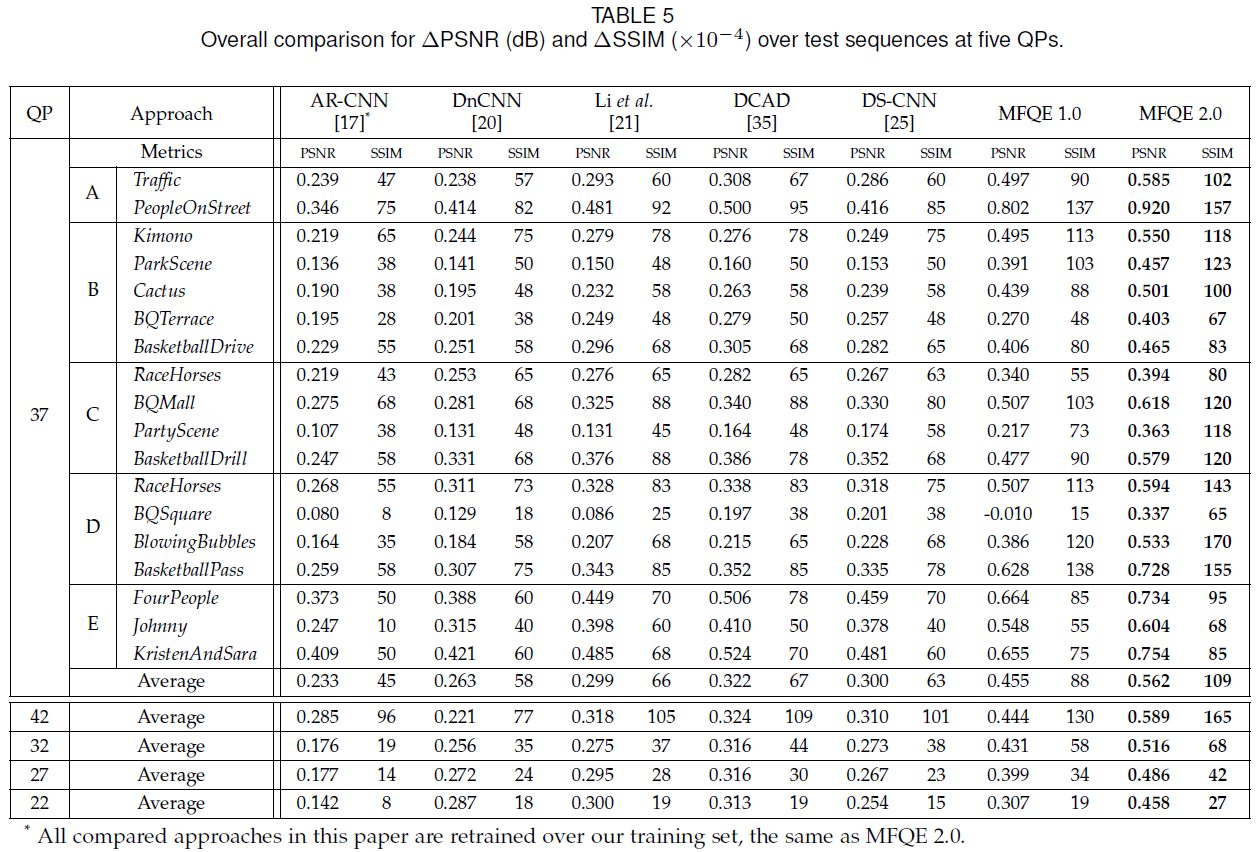 TABLE 5
Overall comparison for ΔPSNR (dB) and ΔSSIM (×10−4) over test sequences at five QPs.
QP Approach AR-CNN [17]* DnCNN [20] Li et al. [21] DCAD [35] DS-CNN [25] MFQE 1.0 MFQE 2.0
37 Metrics PSNR SSIM PSNR SSIM PSNR SSIM PSNR SSIM PSNR SSIM PSNR SSIM PSNR SSIM
A Traffic 0.239 47 0.238 57 0.293 60 0.308 67 0.286 60 0.497 90 0.585 102
PeopleOnStreet 0.346 75 0.414 82 0.481 92 0.500 95 0.416 85 0.802 137 0.920 157
B Kimono 0.219 65 0.244 75 0.279 78 0.276 78 0.249 75 0.495 113 0.550 118
ParkScene 0.136 38 0.141 50 0.150 48 0.160 50 0.153 50 0.391 103 0.457 123
Cactus 0.190 38 0.195 48 0.232 58 0.263 58 0.239 58 0.439 88 0.501 100
BQTerrace 0.195 28 0.201 38 0.249 48 0.279 50 0.257 48 0.270 48 0.403 67
BasketballDrive 0.229 55 0.251 58 0.296 68 0.305 68 0.282 65 0.406 80 0.465 83
C RaceHorses 0.219 43 0.253 65 0.276 65 0.282 65 0.267 63 0.340 55 0.394 80
BQMall 0.275 68 0.281 68 0.325 88 0.340 88 0.330 80 0.507 103 0.618 120
PartyScene 0.107 38 0.131 48 0.131 45 0.164 48 0.174 58 0.217 73 0.363 118
BasketballDrill 0.247 58 0.331 68 0.376 88 0.386 78 0.352 68 0.477 90 0.579 120
D RaceHorses 0.268 55 0.311 73 0.328 83 0.338 83 0.318 75 0.507 113 0.594 143
BQSquare 0.080 8 0.129 18 0.086 25 0.197 38 0.201 38 -0.010 15 0.337 65
BlowingBubbles 0.164 35 0.184 58 0.207 68 0.215 65 0.228 68 0.386 120 0.533 170
BasketballPass 0.259 58 0.307 75 0.343 85 0.352 85 0.335 78 0.628 138 0.728 155
E FourPeople 0.373 50 0.388 60 0.449 70 0.506 78 0.459 70 0.664 85 0.734 95
Johnny 0.247 10 0.315 40 0.398 60 0.410 50 0.378 40 0.548 55 0.604 68
KristenAndSara 0.409 50 0.421 60 0.485 68 0.524 70 0.481 60 0.655 75 0.754 85
Average 0.233 45 0.263 58 0.299 66 0.322 67 0.300 63 0.455 88 0.562 109
42 Average 0.285 96 0.221 77 0.318 105 0.324 109 0.310 101 0.444 130 0.589 165
32 Average 0.176 19 0.256 35 0.275 37 0.316 44 0.273 38 0.431 58 0.516 68
27 Average 0.177 14 0.272 24 0.295 28 0.316 30 0.267 23 0.399 34 0.486 42
22 Average 0.142 8 0.287 18 0.300 19 0.313 19 0.254 15 0.307 19 0.458 27
* All compared approaches in this paper are retrained over our training set, the same as MFQE 2.0.